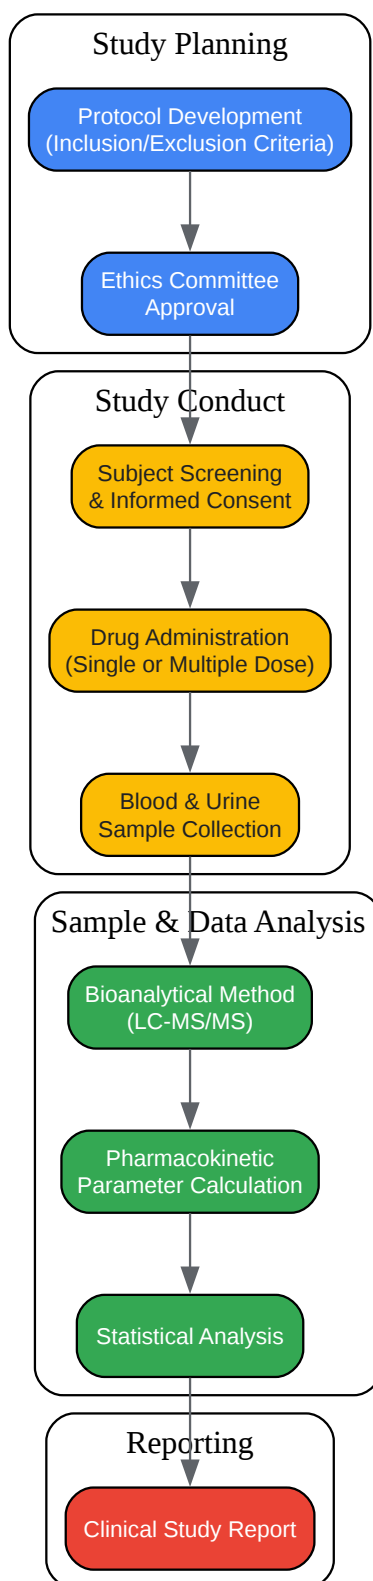 Study Planning
Protocol Development
(Inclusion/Exclusion Criteria)
Ethics Committee
Approval
Study Conduct
Subject Screening
& Informed Consent
Drug Administration
(Single or Multiple Dose)
Blood & Urine
Sample Collection
Sample & Data Analysis
Bioanalytical Method
(LC-MS/MS)
Pharmacokinetic
Parameter Calculation
Statistical Analysis
Reporting
Clinical Study Report